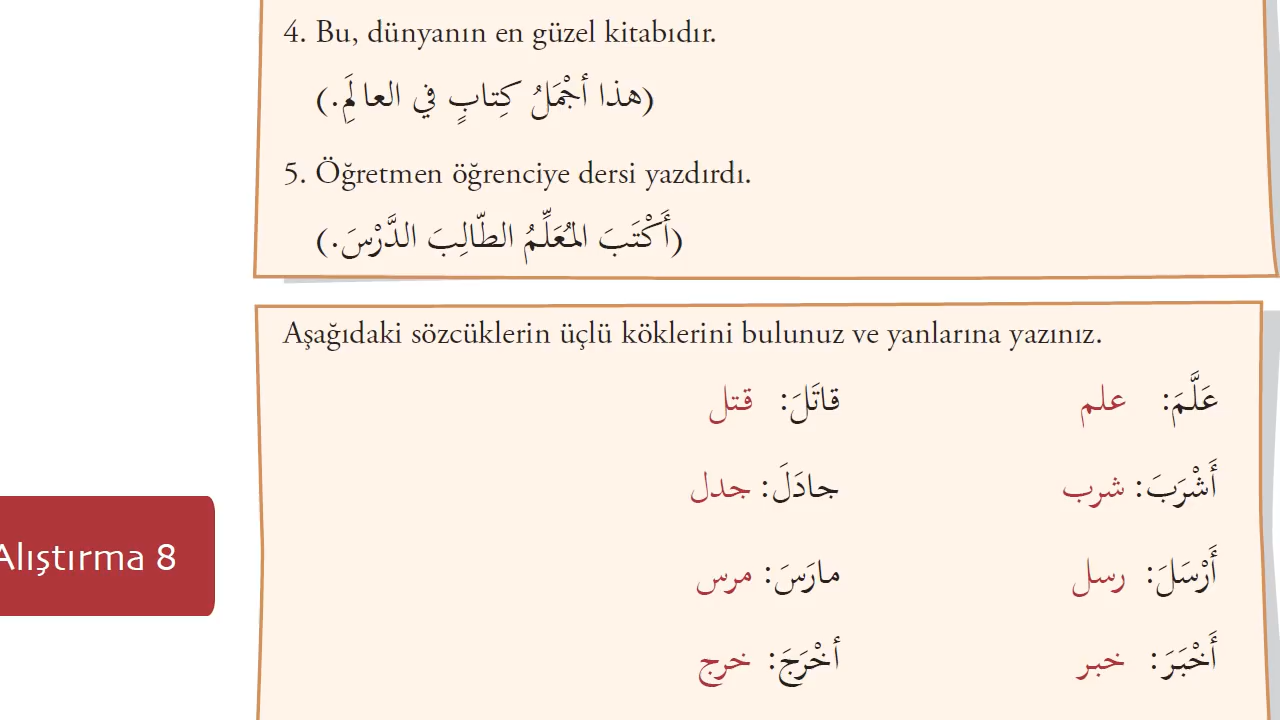 4. Bu, dünyanın en güzel kitabıdır.
(هذا أجْمَلُ كِتابٍ في العالَمِ.)
5. Öğretmen öğrenciye dersi yazdırdı.
(أَكْتَبَ المُعَلِّمُ الطّالِبَ الدَّرْسَ.)
Aşağıdaki sözcüklerin üçlü köklerini bulunuz ve yanlarına yazınız.
عَلَّمَ: علم قاتَلَ: قتل
أَشْرَبَ: شرب جادَلَ: جدل
Alıştırma 8
أَرْسَلَ: رسل مارَسَ: مرس
أَخْبَرَ: خبر أخْرَجَ: خرج